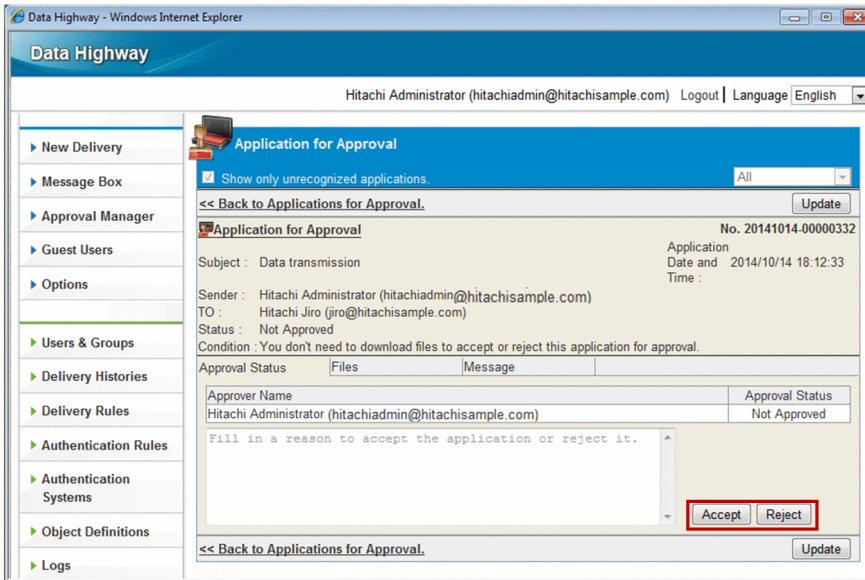 Data Highway - Windows Internet Explorer
Data Highway
Hitachi Administrator (hitachiadmin@hitachisample.com) Logout Language English
New Delivery
Message Box
Approval Manager
Guest Users
Options
Users & Groups
Delivery Histories
Delivery Rules
Authentication Rules
Authentication
Systems
Object Definitions
Logs
Application for Approval
Show only unrecognized applications. All
<< Back to Applications for Approval. Update
Application for Approval No. 20141014-00000332
Subject : Data transmission
Application
Date and 2014/10/14 18:12:33
Time :
Sender : Hitachi Administrator (hitachiadmin@hitachisample.com)
TO : Hitachi Jiro (jiro@hitachisample.com)
Status : Not Approved
Condition : You don't need to download files to accept or reject this application for approval.
Approval Status Files Message
Approver Name Approval Status
Hitachi Administrator (hitachiadmin@hitachisample.com) Not Approved
Fill in a reason to accept the application or reject it.
Accept Reject
<< Back to Applications for Approval. Update